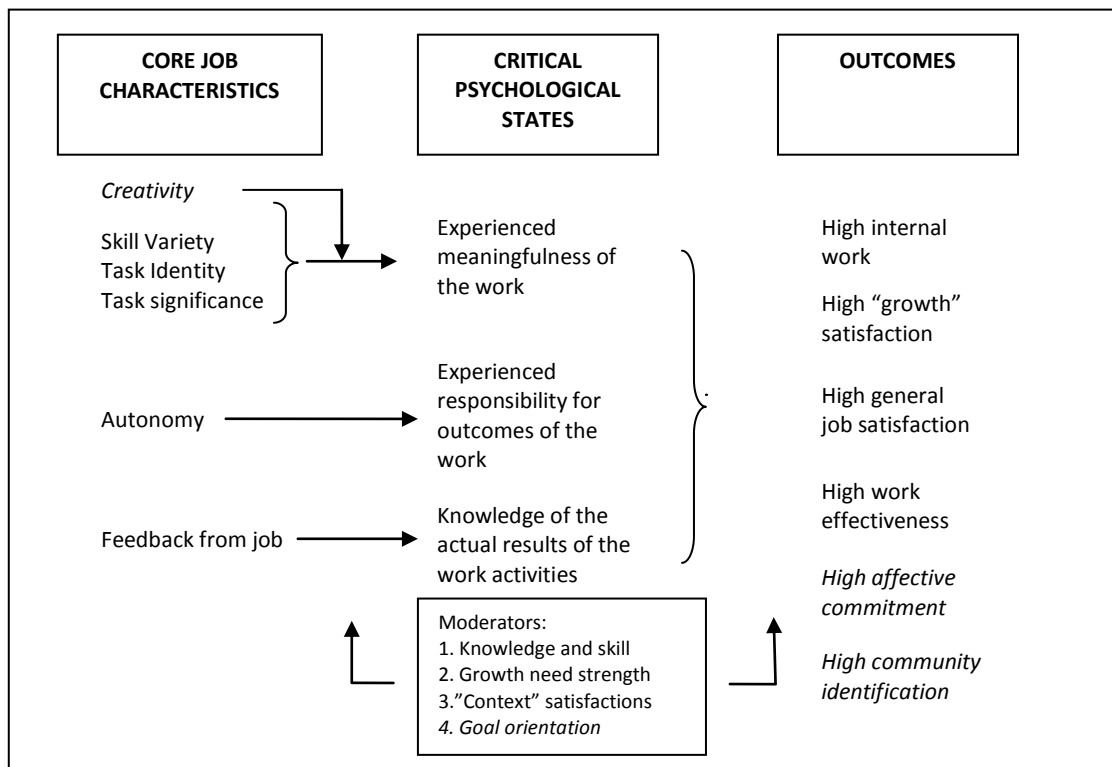 CORE JOB
CHARACTERISTICS
CRITICAL
PSYCHOLOGICAL
STATES
OUTCOMES
Creativity
Skill Variety
Task Identity
Task significance
Autonomy
Feedback from job
Experienced
meaningfulness of
the work
Experienced
responsibility for
outcomes of the
work
Knowledge of the
actual results of the
work activities
High internal
work
High “growth”
satisfaction
High general
job satisfaction
High work
effectiveness
High affective
commitment
High community
identification
Moderators:
1. Knowledge and skill
2. Growth need strength
3.”Context” satisfactions
4. Goal orientation